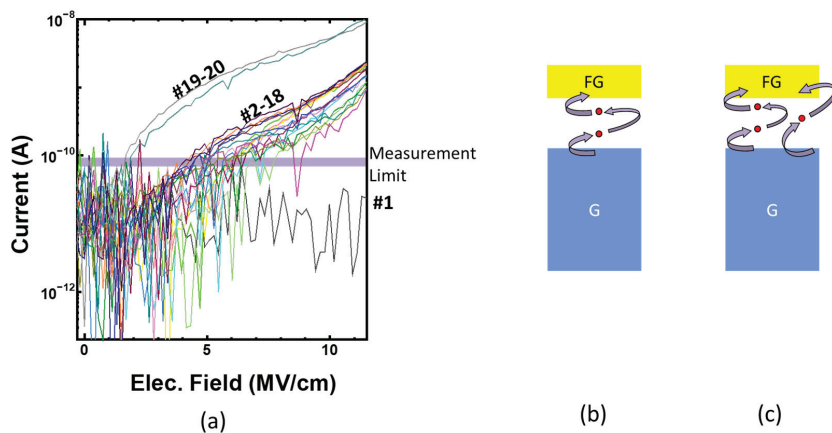 10⁻⁸
#19-20
#2-18
10⁻¹⁰
Measurement
Limit
#1
10⁻¹²
Current (A)
0
5
10
Elec. Field (MV/cm)
(a)
FG
G
(b)
FG
G
(c)